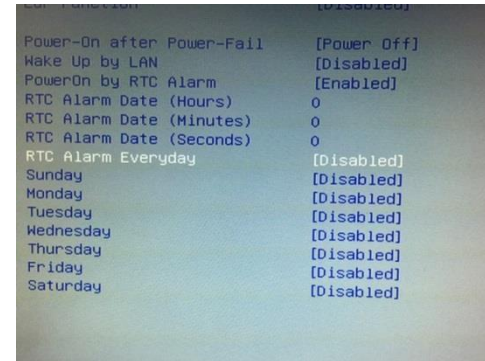 Function [Disabled]
Power-On after Power-Fail [Power Off]
Wake Up by LAN [Disabled]
PowerOn by RTC Alarm [Enabled]
RTC Alarm Date (Hours) 0
RTC Alarm Date (Minutes) 0
RTC Alarm Date (Seconds) 0
RTC Alarm Everyday [Disabled]
Sunday [Disabled]
Monday [Disabled]
Tuesday [Disabled]
Wednesday [Disabled]
Thursday [Disabled]
Friday [Disabled]
Saturday [Disabled]